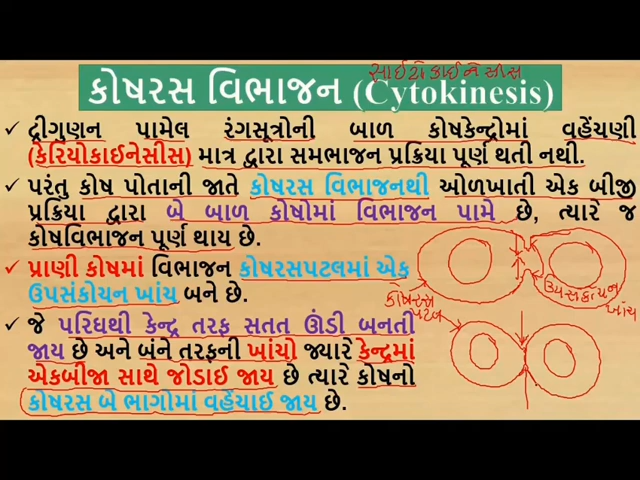 સાઈટોકાઈનેસીસ
કોષરસ વિભાજન (Cytokinesis)
✓ દ્વીગુણન પામેલ રંગસૂત્રોની બાળ કોષકેન્દ્રોમાં વહેંચણી
(કેરિયોકાઈનેસીસ) માત્ર દ્વારા સમભાજન પ્રક્રિયા પૂર્ણ થતી નથી.
✓ પરંતુ કોષ પોતાની જાતે કોષરસ વિભાજનથી ઓળખાતી એક બીજી
પ્રક્રિયા દ્વારા બે બાળ કોષોમાં વિભાજન પામે છે, ત્યારે જ
કોષવિભાજન પૂર્ણ થાય છે.
✓ પ્રાણી કોષમાં વિભાજન કોષરસપટલમાં એક
ઉપસંકોચન ખાંચ બને છે.
✓ જે પરિઘથી કેન્દ્ર તરફ સતત ઊંડી બનતી
જાય છે અને બંને તરફની ખાંચો જ્યારે કેન્દ્રમાં
એકબીજા સાથે જોડાઈ જાય છે ત્યારે કોષનો
કોષરસ બે ભાગોમાં વહેંચાઈ જાય છે.
કોષરસ
પટલ
ઉપસંકોચન
ખાંચ